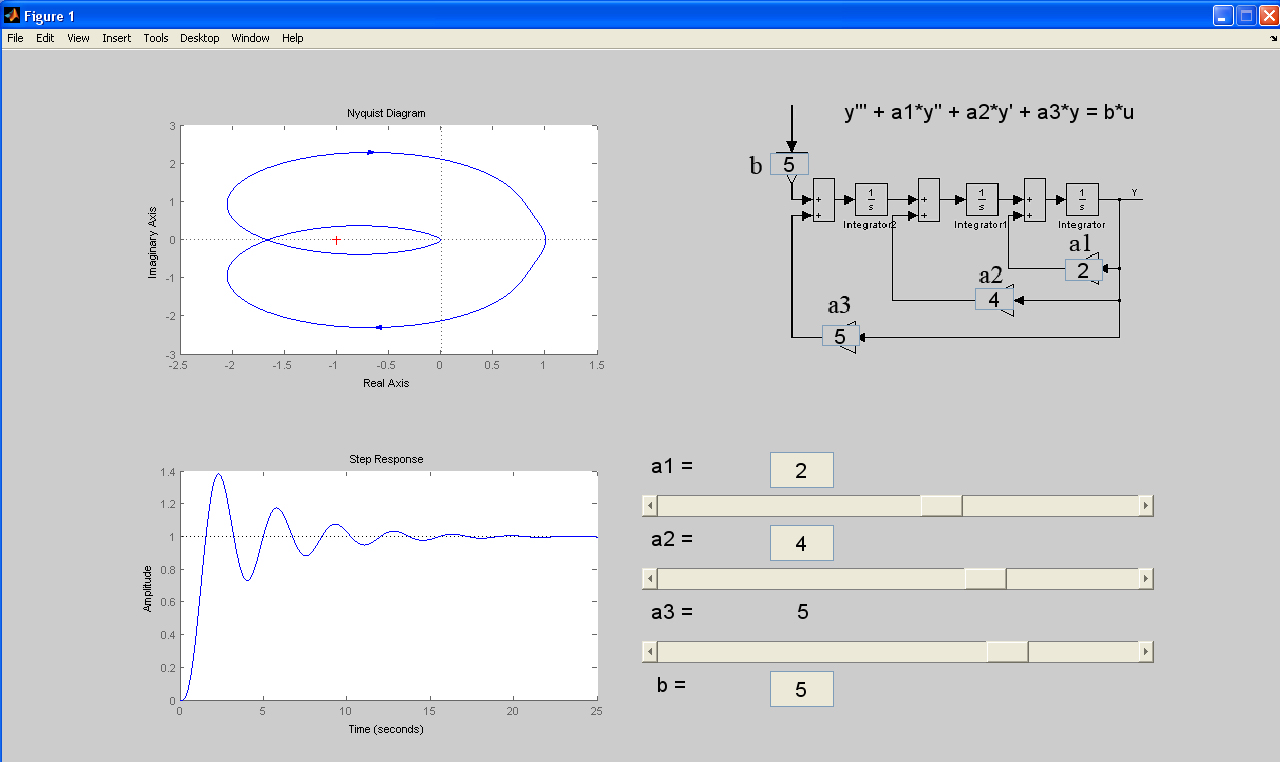 Figure 1
File Edit View Insert Tools Desktop Window Help
Nyquist Diagram
3
2
1
0
-1
-2
-3
Imaginary Axis
-2.5 -2 -1.5 -1 -0.5 0 0.5 1 1.5
Real Axis
y''' + a1*y'' + a2*y' + a3*y = b*u
b 5
+ + 1 s + + 1 s + + 1 s Y
Integrator2 Integrator1 Integrator
a1
2
a2
4
a3
5
Step Response
1.4
1.2
1
0.8
0.6
0.4
0.2
0
Amplitude
0 5 10 15 20 25
Time (seconds)
a1 = 2
a2 = 4
a3 = 5
b = 5